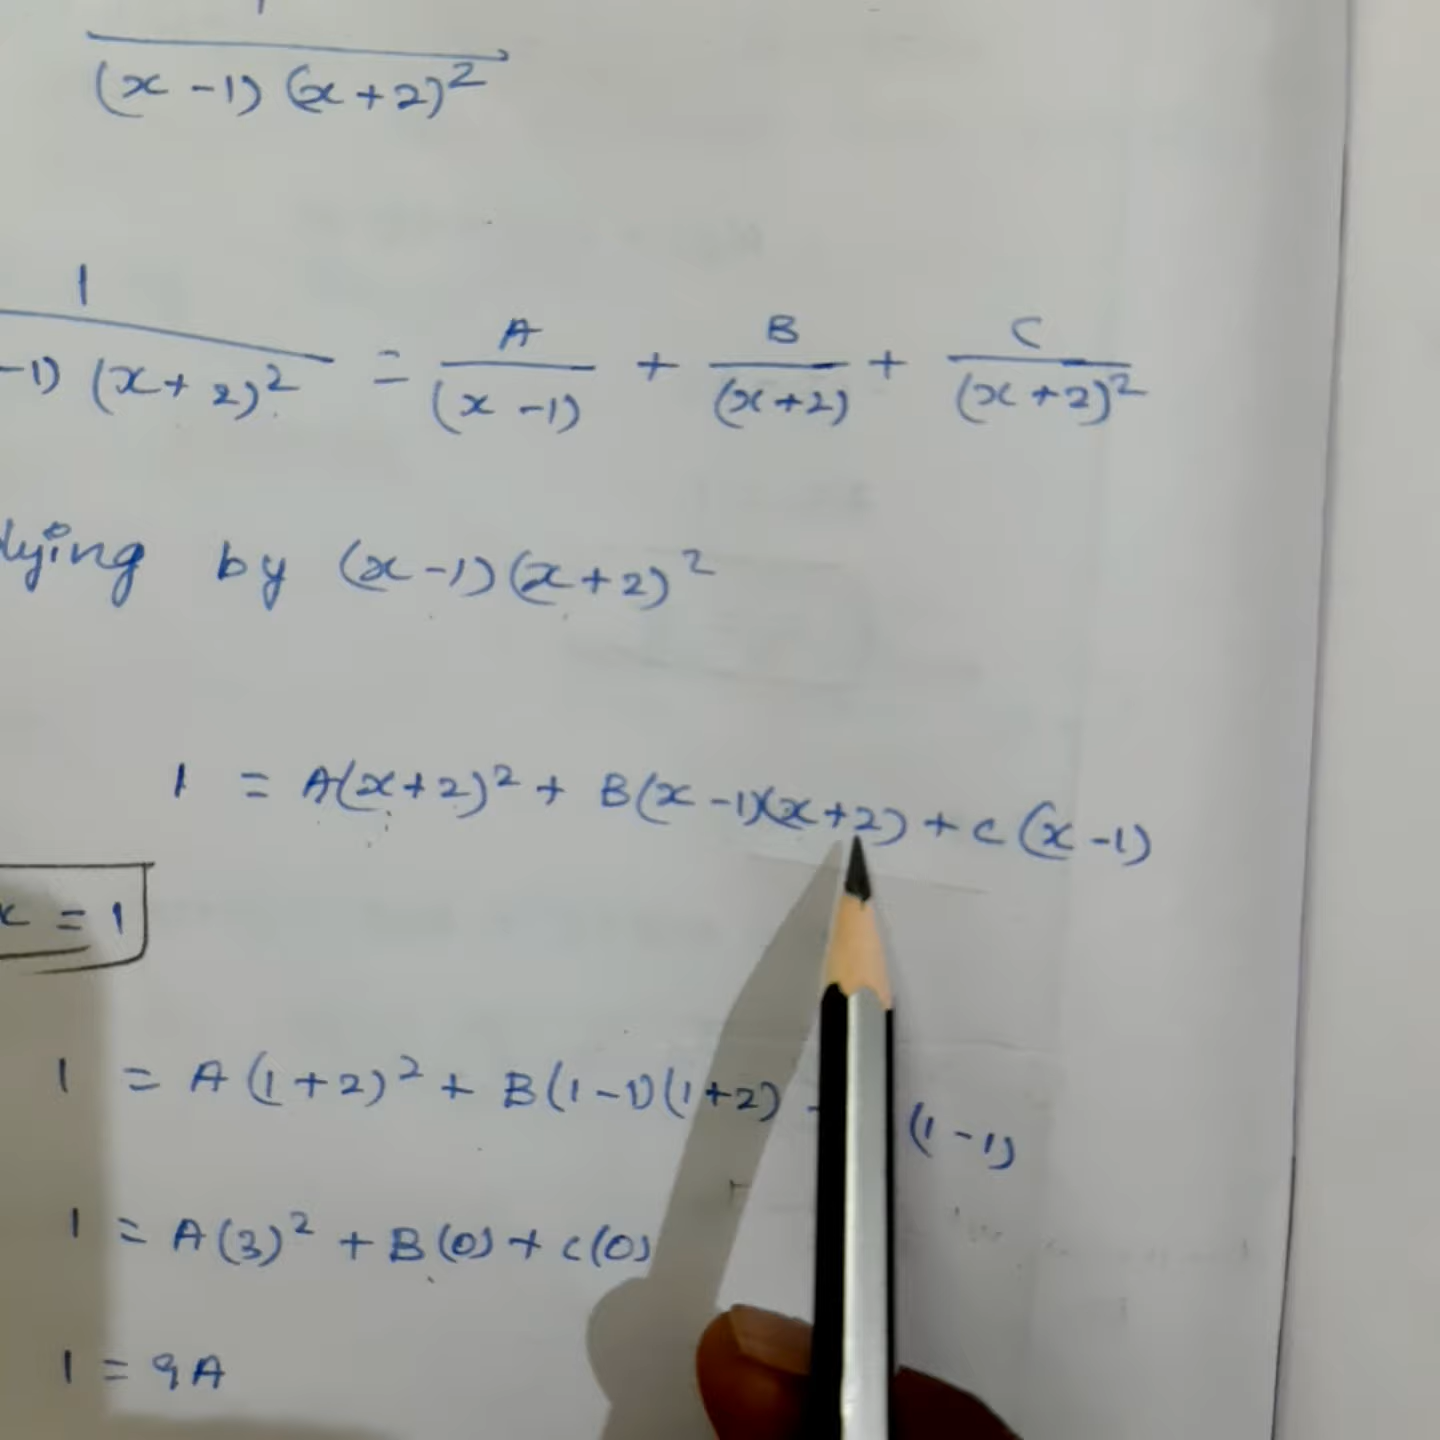 (x-1) (x+2)²
1
-1) (x+2)² = A/(x-1) + B/(x+2) + C/(x+2)²
lying by (x-1)(x+2)²
1 = A(x+2)² + B(x-1)(x+2) + C(x-1)
x = 1
1 = A(1+2)² + B(1-1)(1+2) (1-1)
1 = A(3)² + B(0) + C(0)
1 = 9A